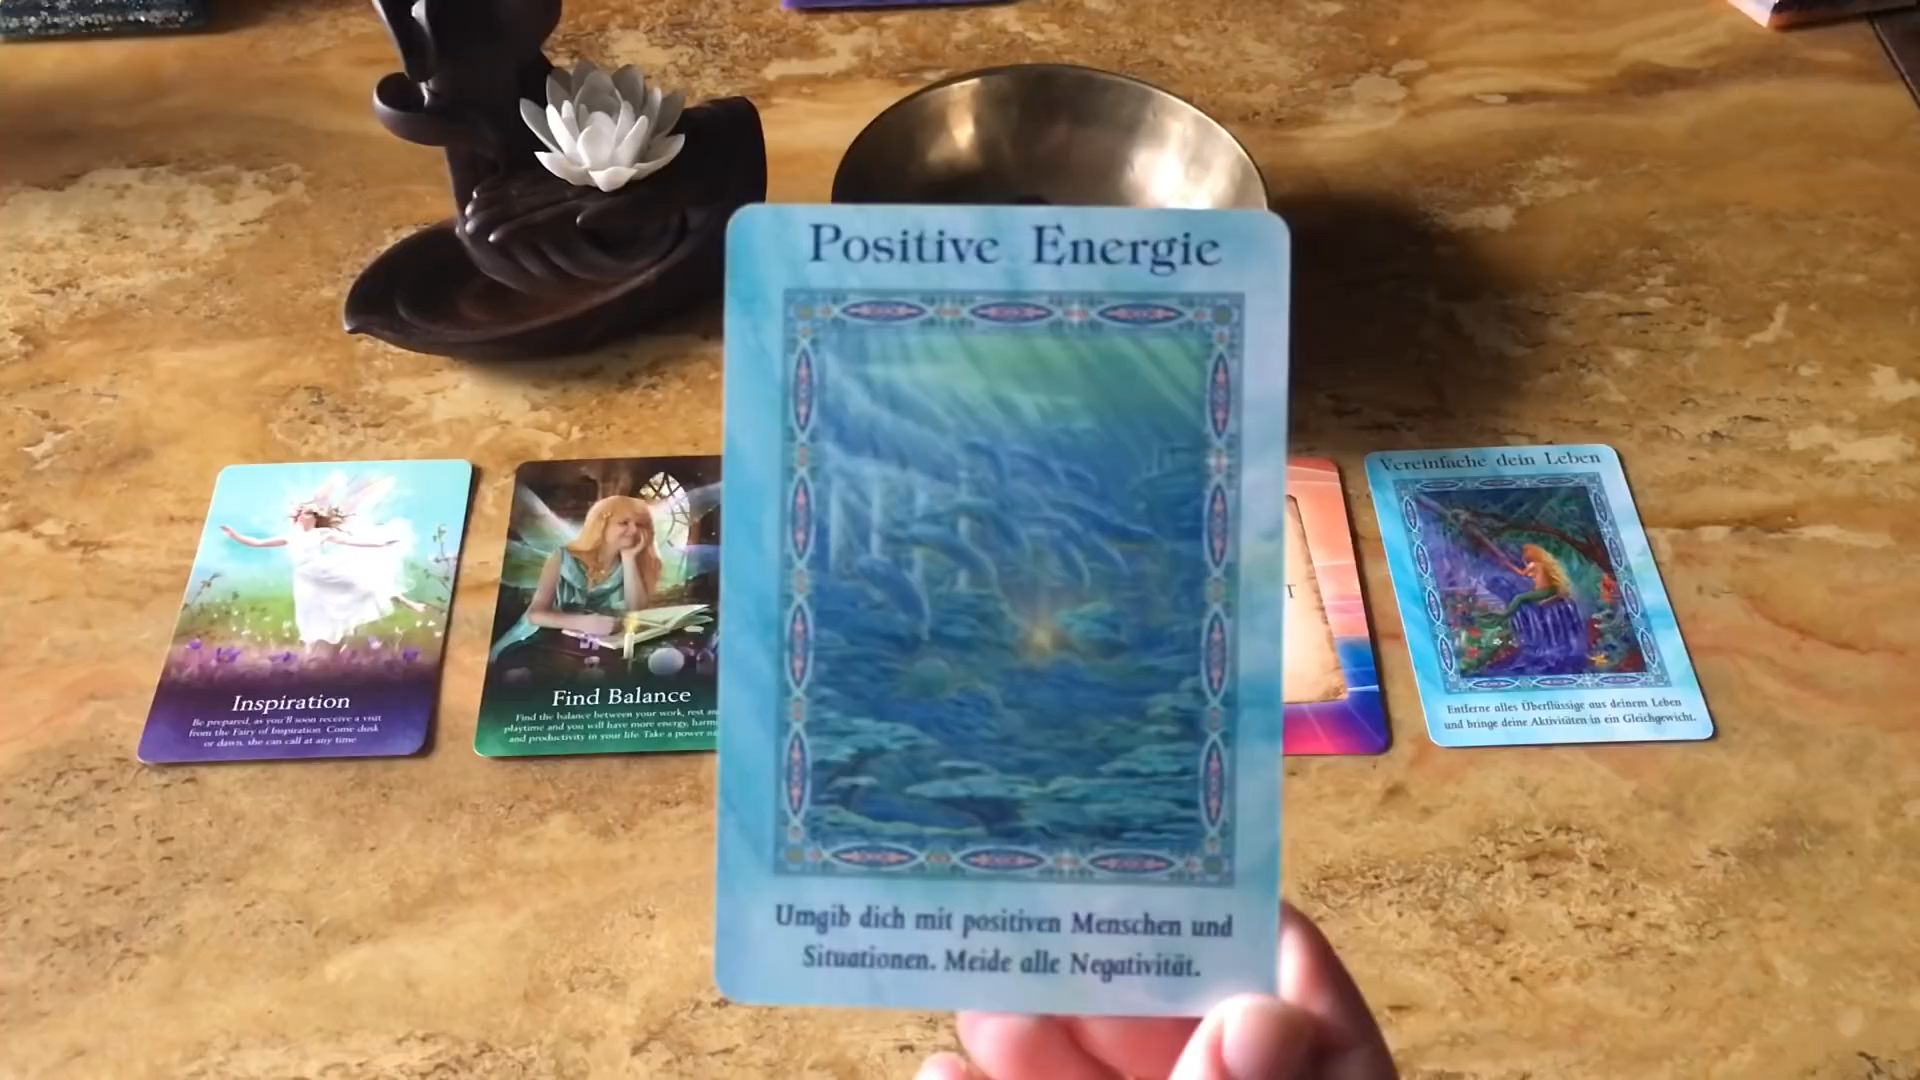 Positive Energie
Umgib dich mit positiven Menschen und
Situationen. Meide alle Negativität.
Inspiration
Be prepared, as you'll soon receive a visit
from the Fairy of Inspiration. Come dusk
or dawn, she can call at any time
Find Balance
Find the balance between your work, rest
playtime and you will have more energy,
and productivity in your life. Take a power
T
Vereinfache dein Leben
Entferne alles Überflüssige aus deinem Leben
und bringe deine Aktivitäten in ein Gleichgewicht.